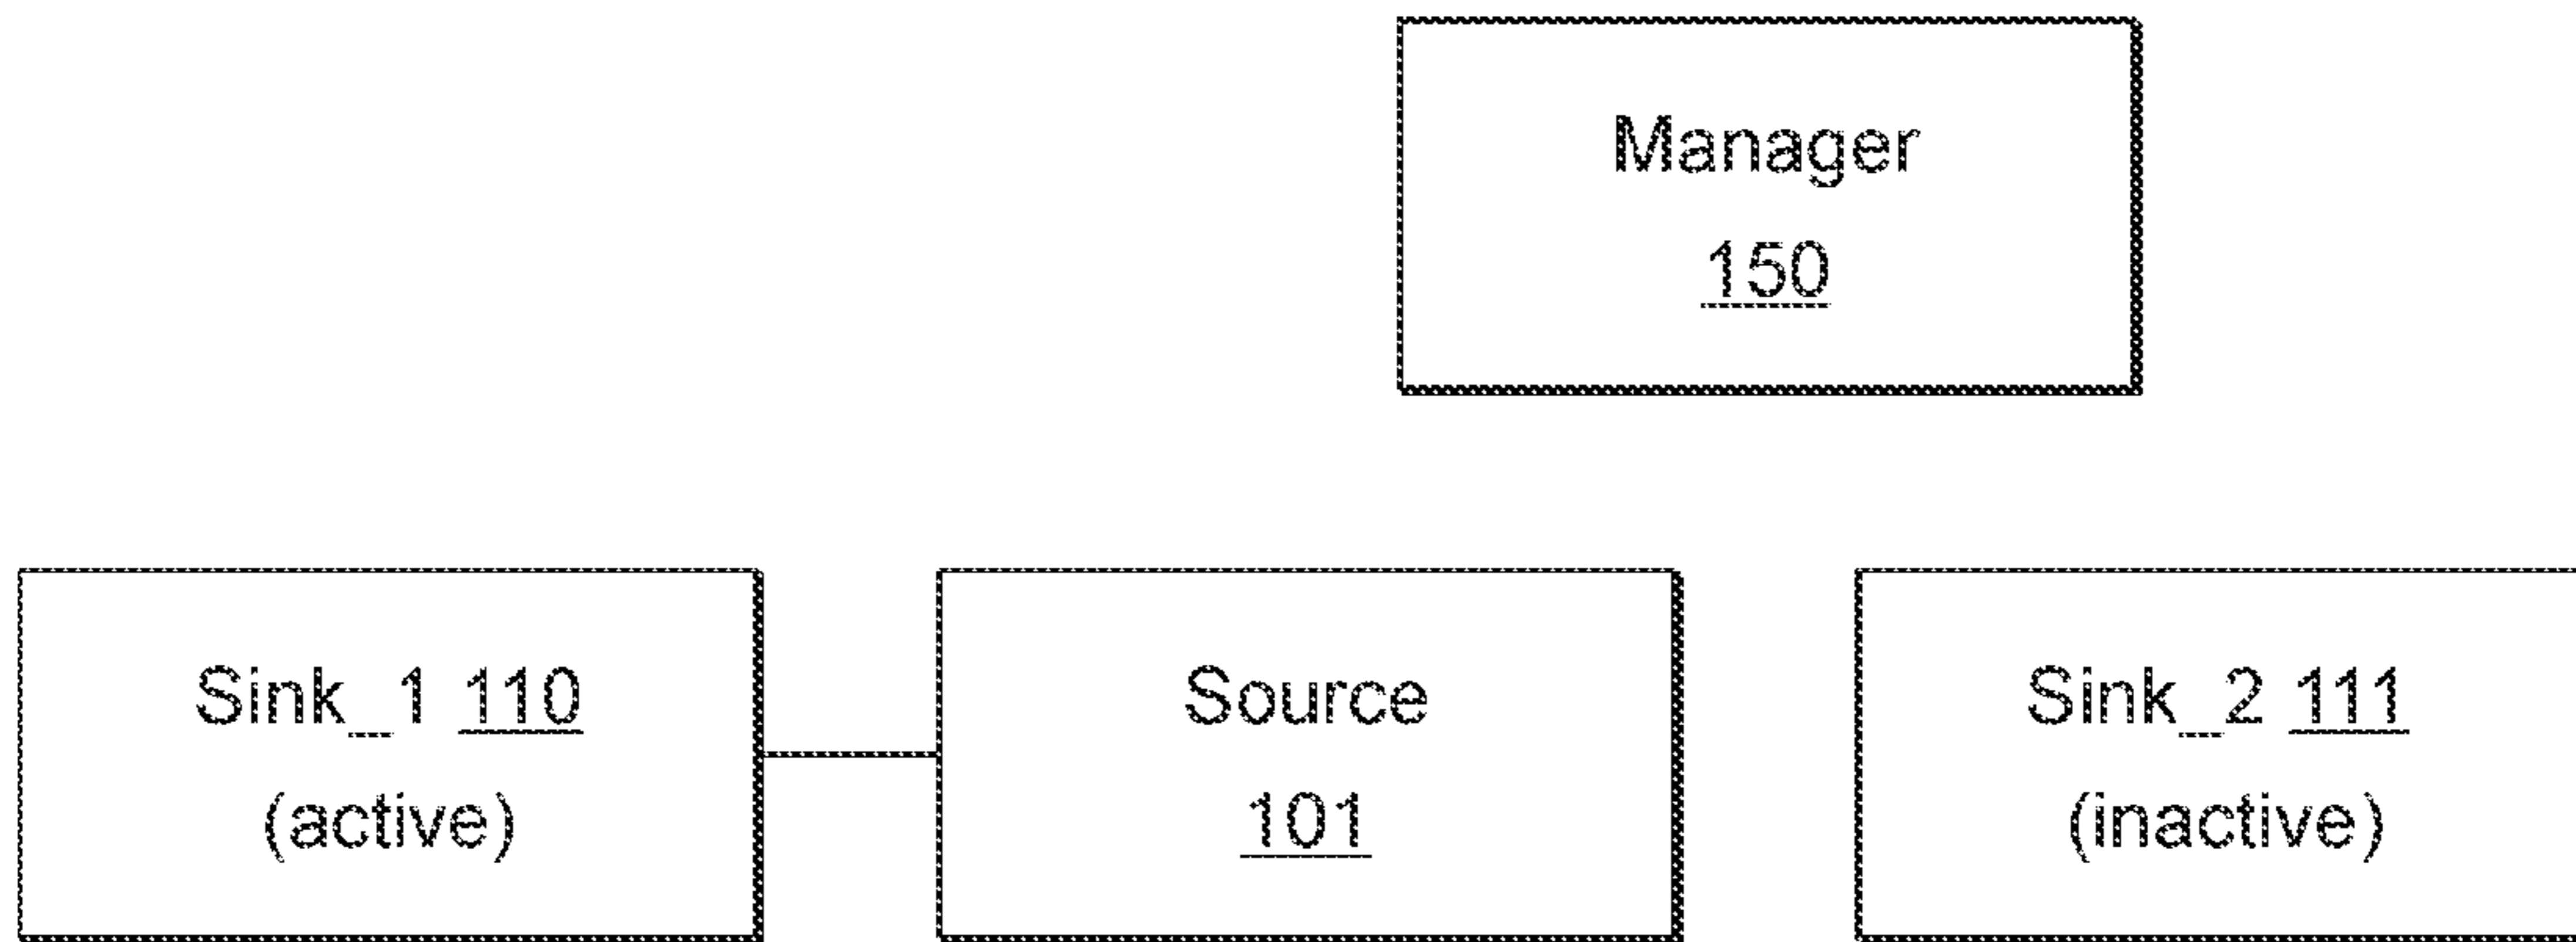 Manager
150
Sink_1 110
(active)
Source
101
Sink_2 111
(inactive)